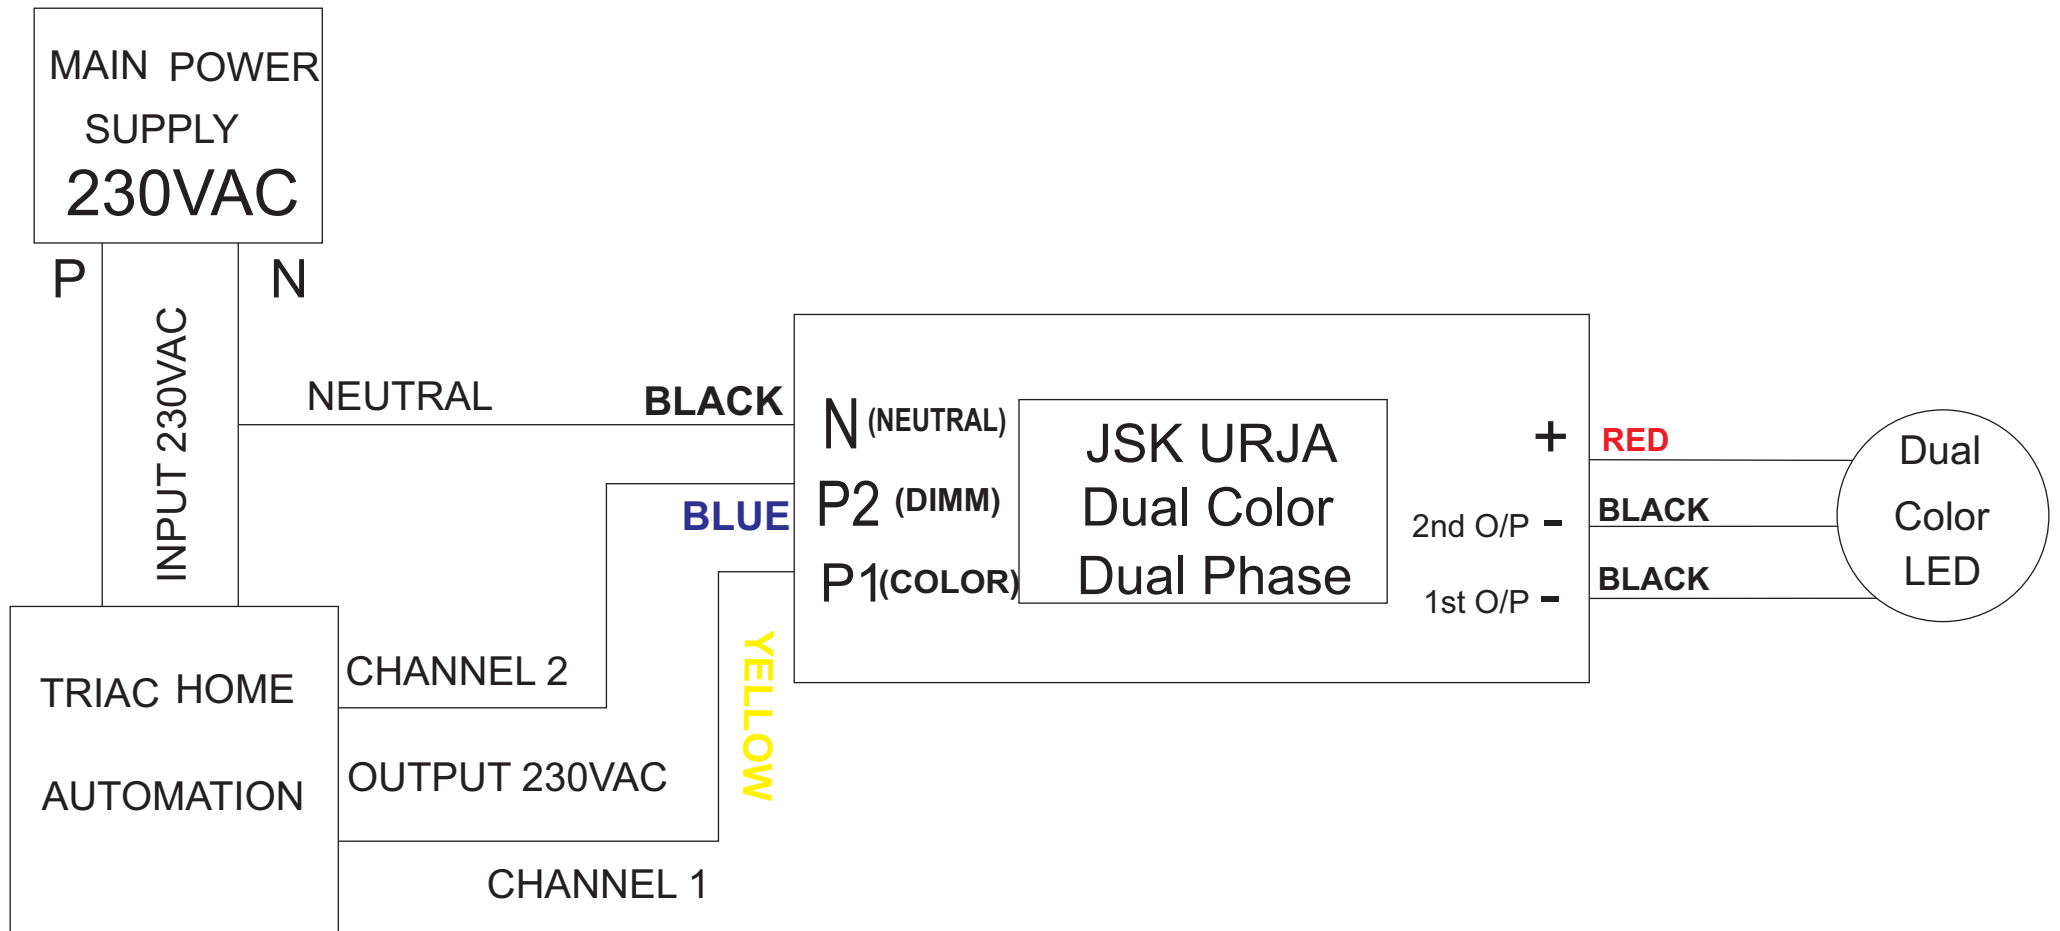 MAIN POWER
SUPPLY
230VAC
P
N
INPUT 230VAC
NEUTRAL
BLACK
BLUE
YELLOW
N (NEUTRAL)
P2 (DIMM)
P1(COLOR)
JSK URJA
Dual Color
Dual Phase
+
2nd O/P -
1st O/P -
RED
BLACK
BLACK
Dual
Color
LED
TRIAC HOME
AUTOMATION
CHANNEL 2
OUTPUT 230VAC
CHANNEL 1